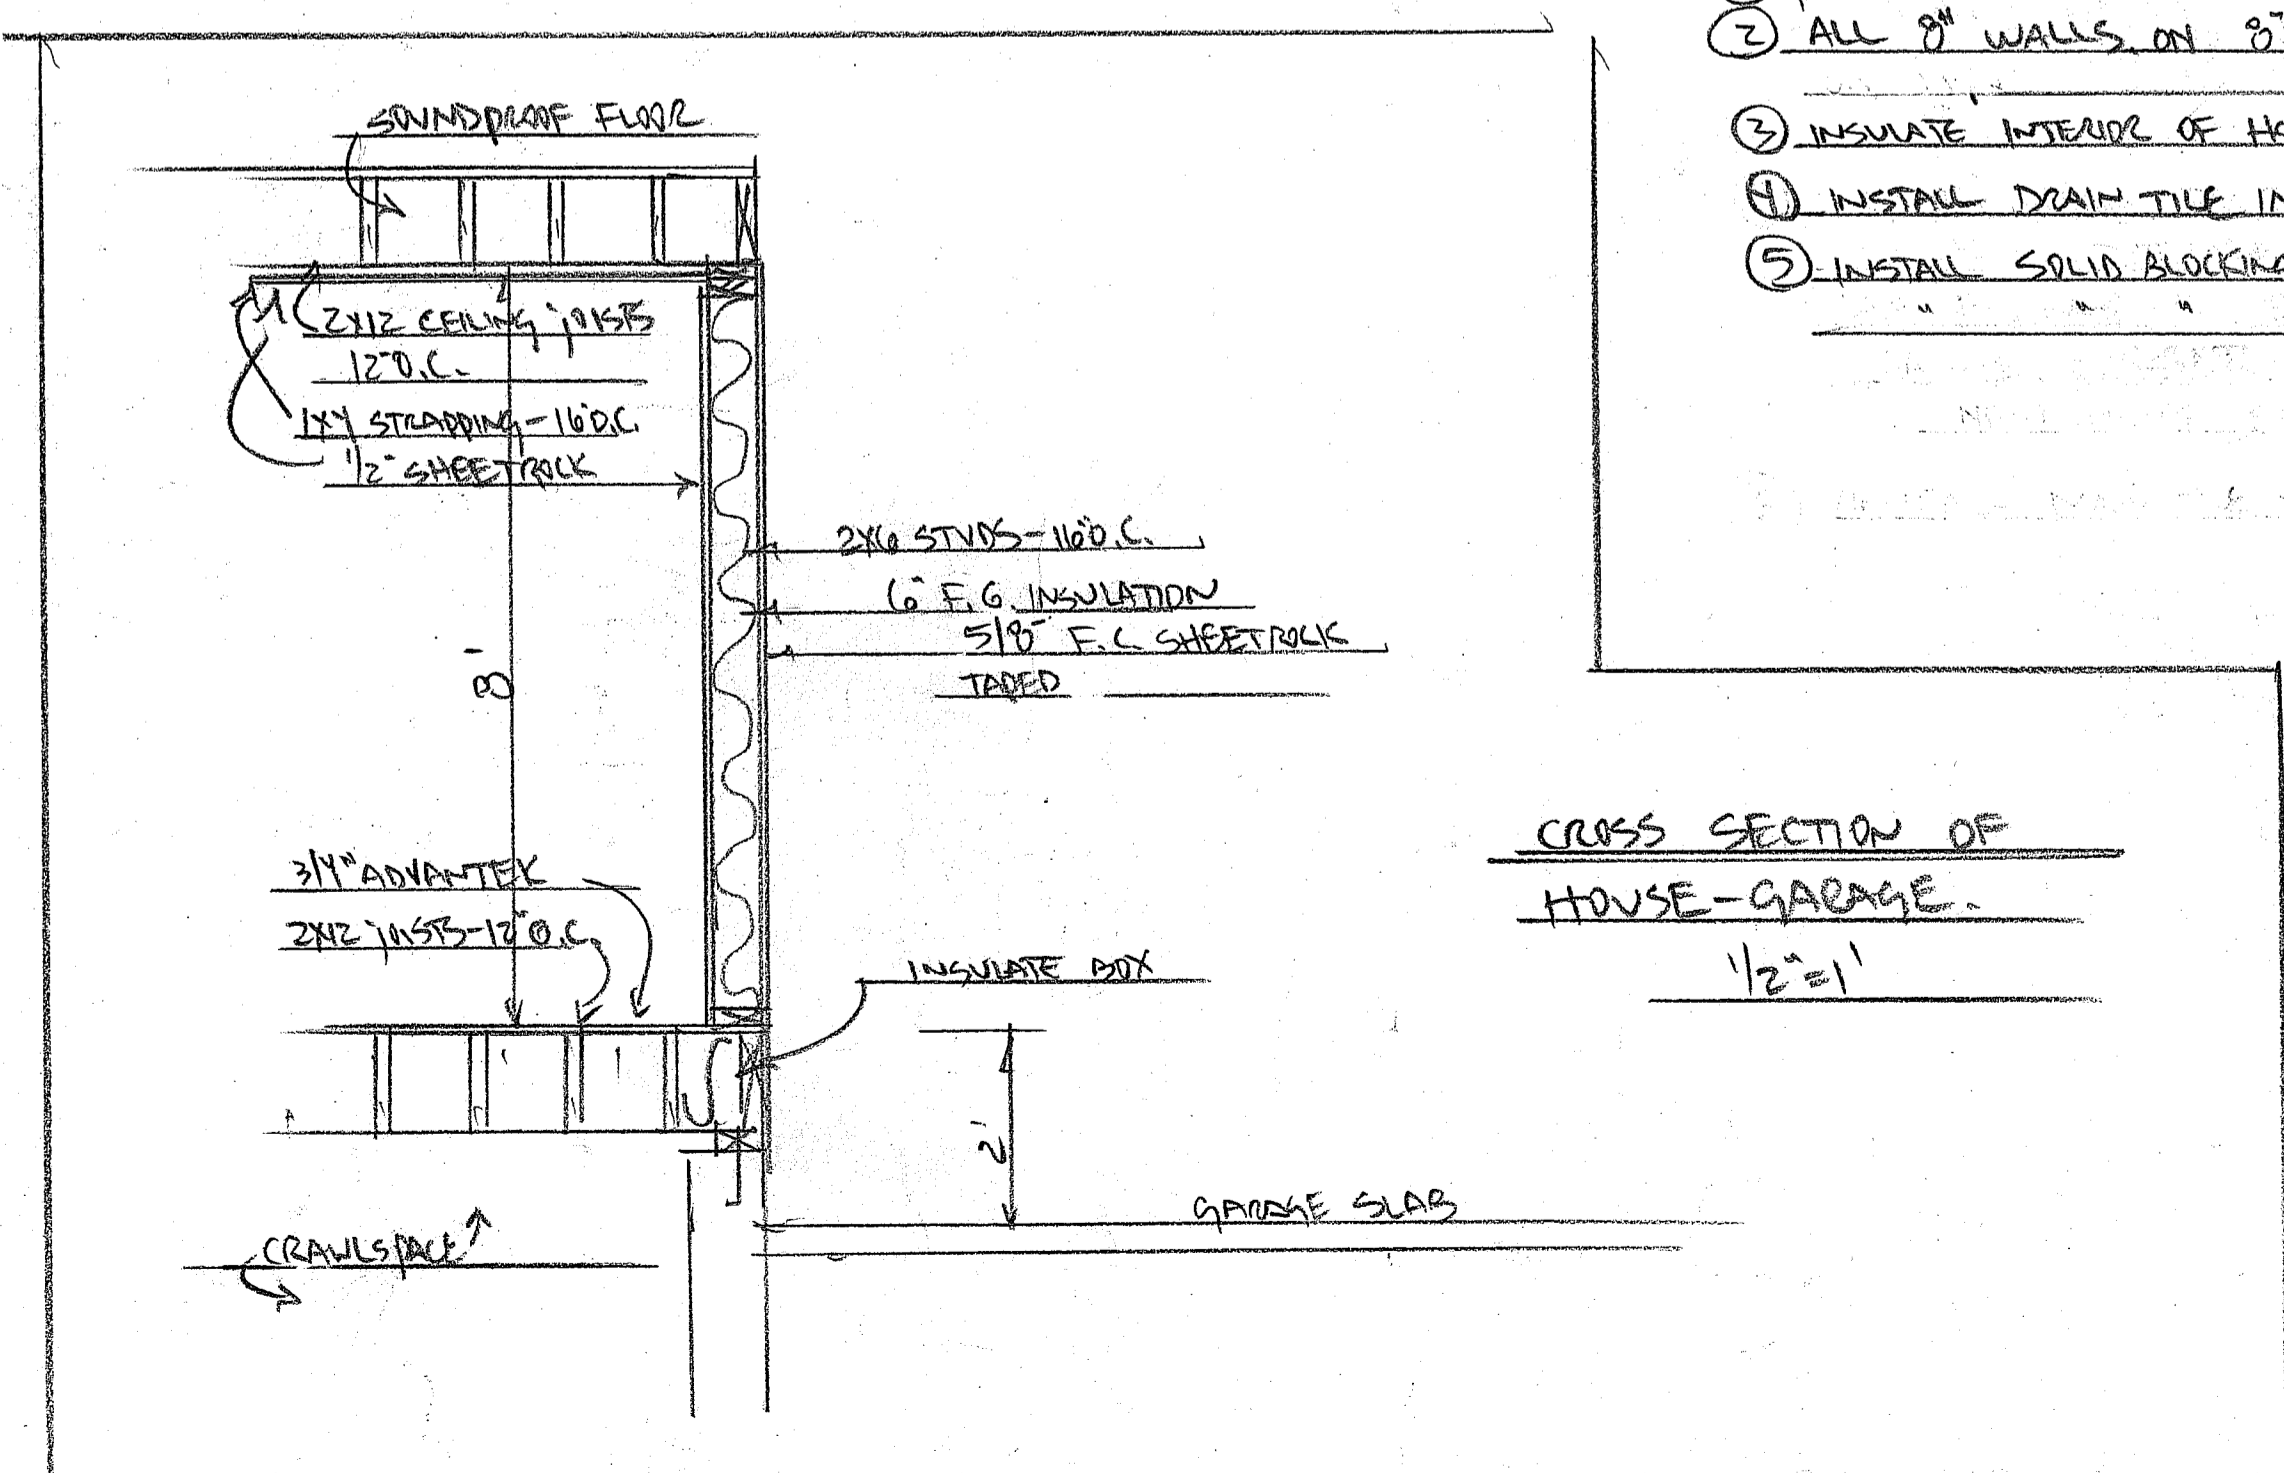 ② ALL 8" WALLS ON 8"
③ INSULATE INTERIOR OF HO
④ INSTALL DRAIN TILE IN
⑤ INSTALL SOLID BLOCKING
" " "
SOUNDPROOF FLOOR
2X12 CEILING JOISTS
12" O.C.
1X4 STRAPPING - 16" O.C.
1/2" SHEETROCK
2X6 STUDS - 16" O.C.
6" F.G. INSULATION
5/8" F.C. SHEETROCK
TAPED
8'
3/4" ADVANTEK
2X12 JOISTS - 12" O.C.
INSULATE BOX
2'
GARAGE SLAB
CRAWLSPACE
CROSS SECTION OF
HOUSE - GARAGE.
1/2" = 1'